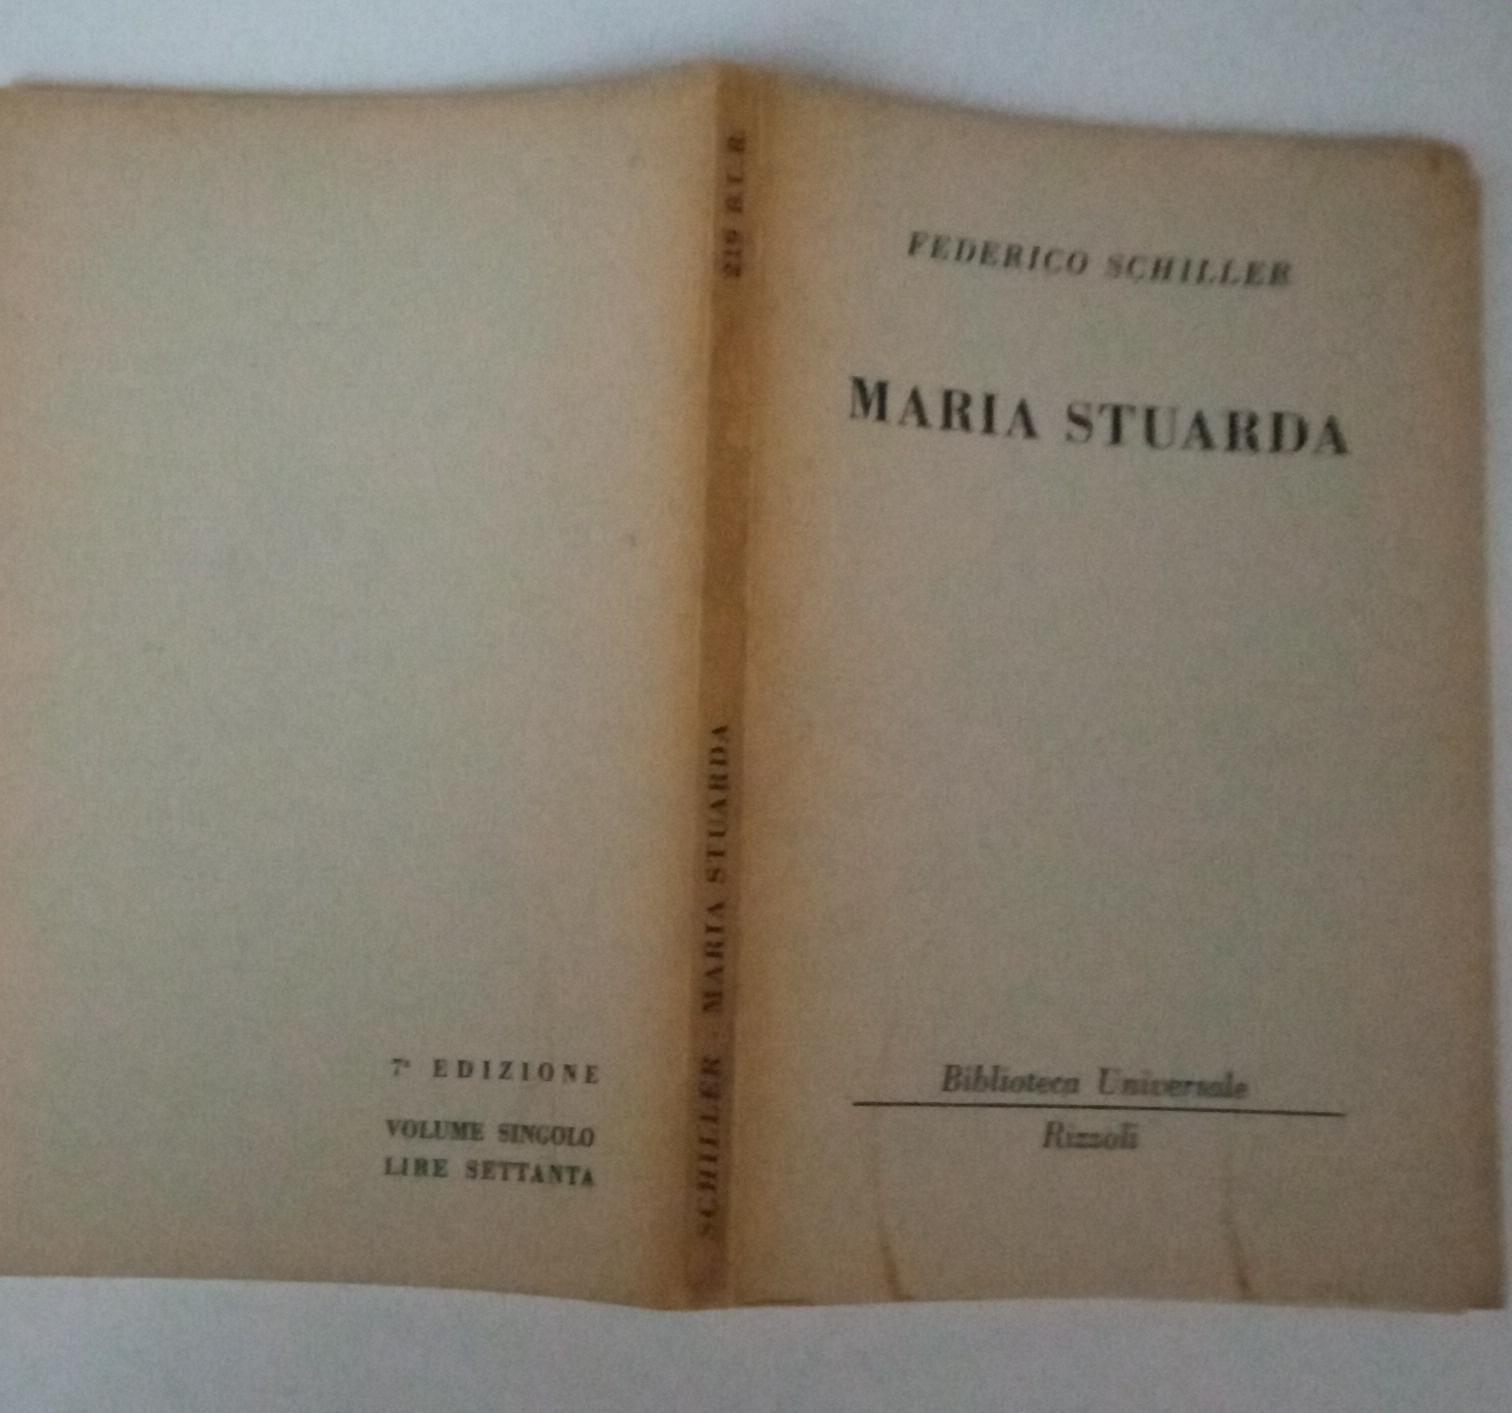 FEDERICO SCHILLER
MARIA STUARDA
Biblioteca Universale
Rizzoli
SCHILLER - MARIA STUARDA
219 B.U.R.
7ª EDIZIONE
VOLUME SINGOLO
LIRE SETTANTA